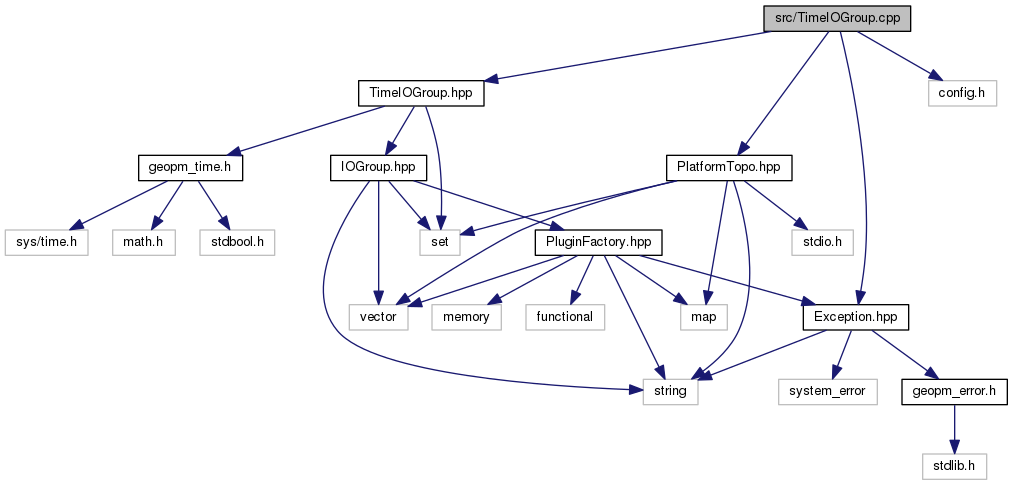 src/TimeIOGroup.cpp
TimeIOGroup.hpp
config.h
geopm_time.h
IOGroup.hpp
PlatformTopo.hpp
sys/time.h
math.h
stdbool.h
set
PluginFactory.hpp
stdio.h
vector
memory
functional
map
Exception.hpp
string
system_error
geopm_error.h
stdlib.h